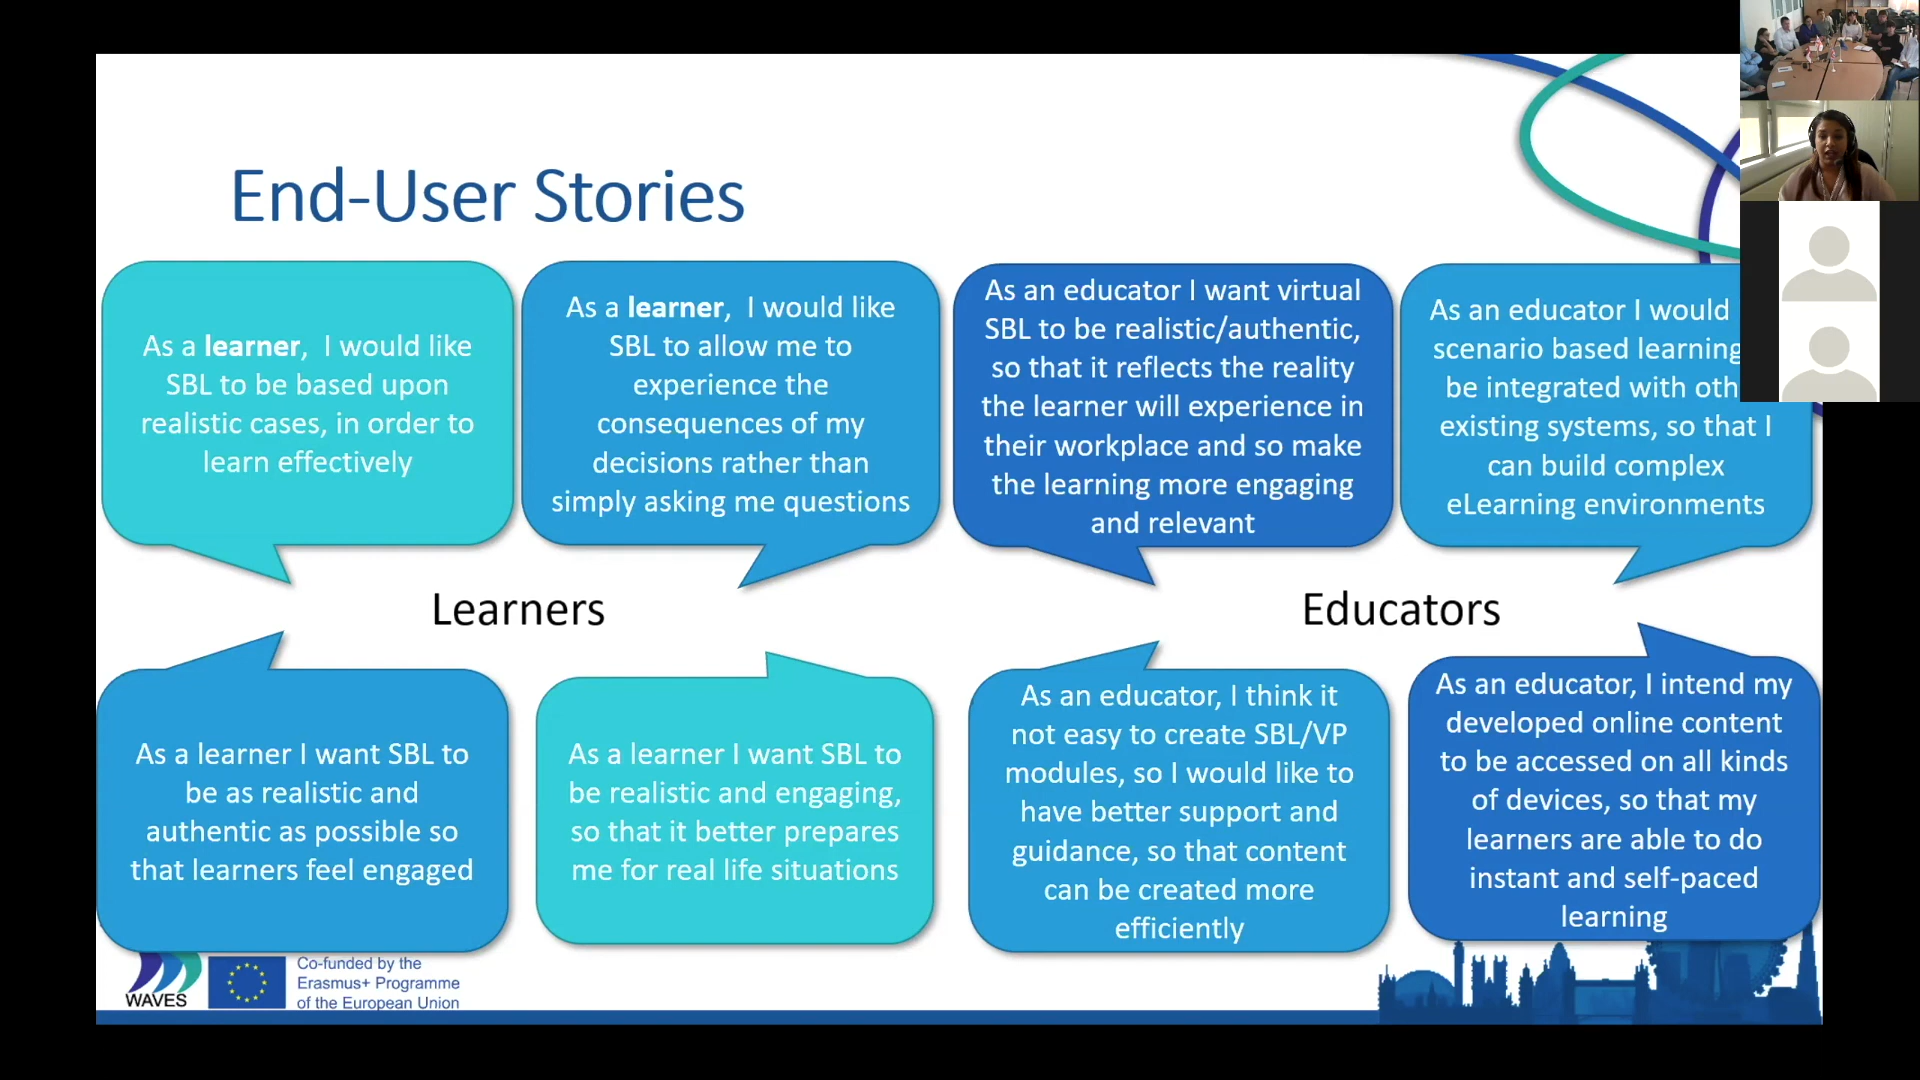 End-User Stories
As a learner, I would like
SBL to be based upon
realistic cases, in order to
learn effectively
As a learner, I would like
SBL to allow me to
experience the
consequences of my
decisions rather than
simply asking me questions
As an educator I want virtual
SBL to be realistic/authentic,
so that it reflects the reality
the learner will experience in
their workplace and so make
the learning more engaging
and relevant
As an educator I would
scenario based learning
be integrated with oth
existing systems, so that I
can build complex
eLearning environments
Learners
Educators
As a learner I want SBL to
be as realistic and
authentic as possible so
that learners feel engaged
As a learner I want SBL to
be realistic and engaging,
so that it better prepares
me for real life situations
As an educator, I think it
not easy to create SBL/VP
modules, so I would like to
have better support and
guidance, so that content
can be created more
efficiently
As an educator, I intend my
developed online content
to be accessed on all kinds
of devices, so that my
learners are able to do
instant and self-paced
learning
WAVES
Co-funded by the
Erasmus+ Programme
of the European Union